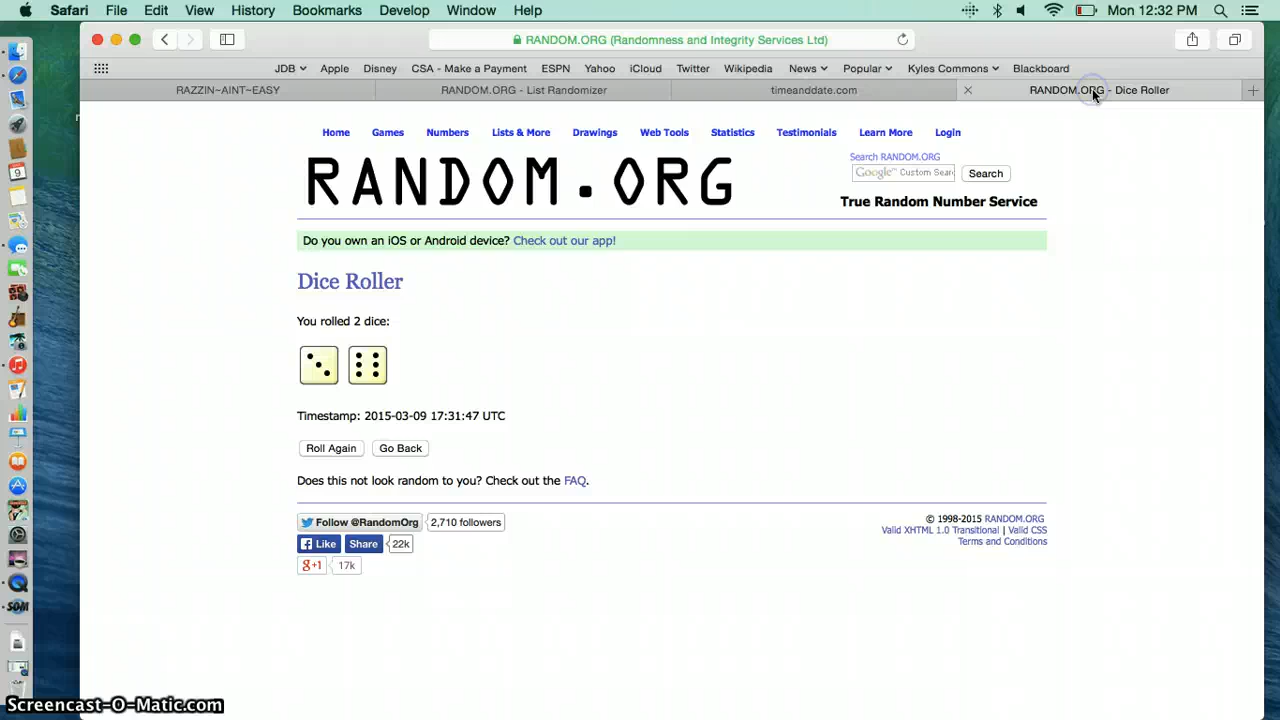 Safari File Edit View History Bookmarks Develop Window Help Mon 12:32 PM
RANDOM.ORG (Randomness and Integrity Services Ltd)
JDB Apple Disney CSA - Make a Payment ESPN Yahoo iCloud Twitter Wikipedia News Popular Kyles Commons Blackboard
RAZZIN~AINT~EASY RANDOM.ORG - List Randomizer timeanddate.com RANDOM.ORG - Dice Roller
Home Games Numbers Lists & More Drawings Web Tools Statistics Testimonials Learn More Login
Search RANDOM.ORG
RANDOM.ORG
Google™ Custom Sear Search
True Random Number Service
Do you own an iOS or Android device? Check out our app!
Dice Roller
You rolled 2 dice:
Timestamp: 2015-03-09 17:31:47 UTC
Roll Again Go Back
Does this not look random to you? Check out the FAQ.
Follow @RandomOrg 2,710 followers
Like Share 22k
g+1 17k
© 1998-2015 RANDOM.ORG
Valid XHTML 1.0 Transitional | Valid CSS
Terms and Conditions
9
SOM
Screencast-O-Matic.com